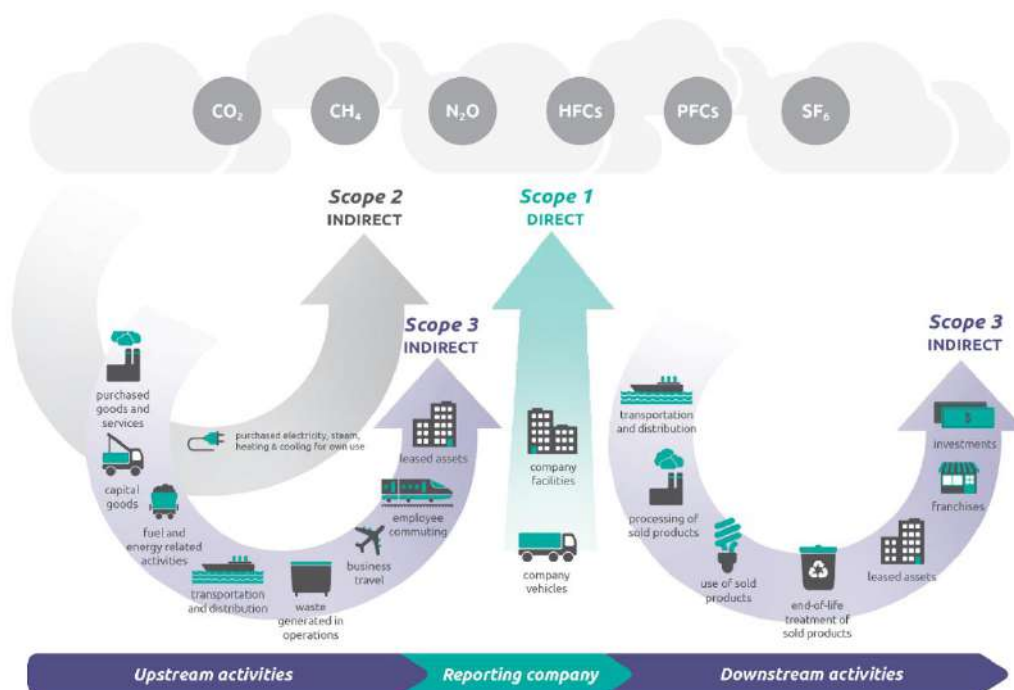 CO₂
CH₄
N₂O
HFCs
PFCs
SF₆
Scope 2
INDIRECT
Scope 1
DIRECT
Scope 3
INDIRECT
Scope 3
INDIRECT
purchased
goods and
services
capital
goods
fuel and
energy related
activities
purchased electricity, steam,
heating & cooling for own use
transportation
and distribution
waste
generated in
operations
business
travel
employee
commuting
leased assets
company
facilities
company
vehicles
transportation
and distribution
processing of
sold products
use of sold
products
end-of-life
treatment of
sold products
leased assets
franchises
investments
$
Upstream activities
Reporting company
Downstream activities